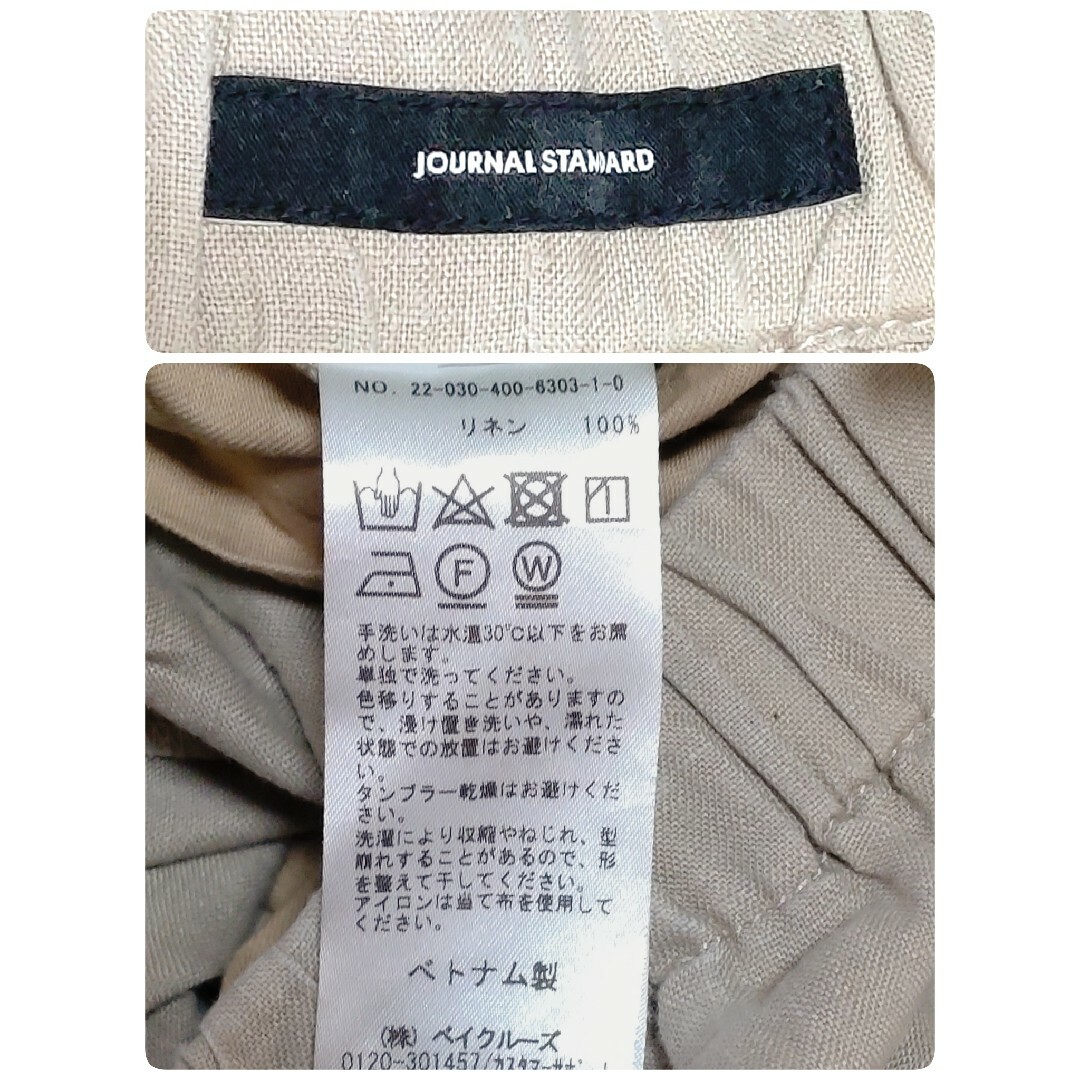 JOURNAL STANDARD
NO. 22-030-400-6303-1-0
リネン 100%
F W
手洗いは水温30℃以下をお薦
めします。
単独で洗ってください。
色移りすることがありますの
で、浸け置き洗いや、濡れた
状態での放置はお避けくださ
い。
タンブラー乾燥はお避けくだ
さい。
洗濯により収縮やねじれ、型
崩れすることがあるので、形
を整えて干してください。
アイロンは当て布を使用して
ください。
ベトナム製
(株) ベイクルーズ
0120-301457/カスタマーサポート